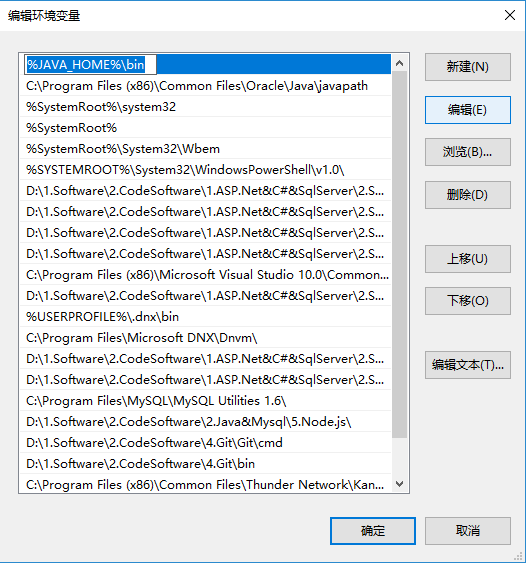 编辑环境变量
%JAVA_HOME%\bin
C:\Program Files (x86)\Common Files\Oracle\Java\javapath
%SystemRoot%\system32
%SystemRoot%
%SystemRoot%\System32\Wbem
%SYSTEMROOT%\System32\WindowsPowerShell\v1.0\
D:\1.Software\2.CodeSoftware\1.ASP.Net&C#&SqlServer\2.S...
D:\1.Software\2.CodeSoftware\1.ASP.Net&C#&SqlServer\2.S...
D:\1.Software\2.CodeSoftware\1.ASP.Net&C#&SqlServer\2.S...
D:\1.Software\2.CodeSoftware\1.ASP.Net&C#&SqlServer\2.S...
C:\Program Files (x86)\Microsoft Visual Studio 10.0\Common...
D:\1.Software\2.CodeSoftware\1.ASP.Net&C#&SqlServer\2.S...
%USERPROFILE%\.dnx\bin
C:\Program Files\Microsoft DNX\Dnvm\
D:\1.Software\2.CodeSoftware\1.ASP.Net&C#&SqlServer\2.S...
D:\1.Software\2.CodeSoftware\1.ASP.Net&C#&SqlServer\2.S...
C:\Program Files\MySQL\MySQL Utilities 1.6\
D:\1.Software\2.CodeSoftware\2.Java&Mysql\5.Node.js\
D:\1.Software\2.CodeSoftware\4.Git\Git\cmd
D:\1.Software\2.CodeSoftware\4.Git\bin
C:\Program Files (x86)\Common Files\Thunder Network\Kan...
新建(N)
编辑(E)
浏览(B)...
删除(D)
上移(U)
下移(O)
编辑文本(T)...
确定
取消